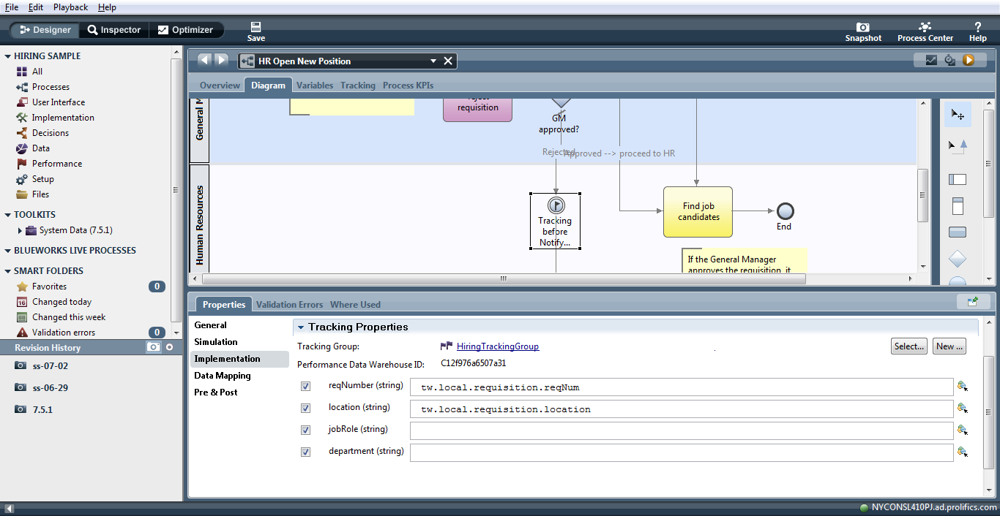 File Edit Playback Help
Designer Inspector Optimizer
Save
Snapshot Process Center Help
HIRING SAMPLE
All
Processes
User Interface
Implementation
Decisions
Data
Performance
Setup
Files
TOOLKITS
System Data (7.5.1)
BLUEWORKS LIVE PROCESSES
SMART FOLDERS
Favorites 0
Changed today
Changed this week
Validation errors 0
Revision History
ss-07-02
ss-06-29
7.5.1
HR Open New Position
Overview Diagram Variables Tracking Process KPIs
General M
requisition
GM
approved?
Rejected
Approved --> proceed to HR
Human Resources
Tracking
before
Notify...
Find job
candidates
End
If the General Manager
approves the requisition, it
Properties Validation Errors Where Used
General
Simulation
Implementation
Data Mapping
Pre & Post
Tracking Properties
Tracking Group: HiringTrackingGroup Select... New ...
Performance Data Warehouse ID: C12f976a6507a31
reqNumber (string) tw.local.requisition.reqNum
location (string) tw.local.requisition.location
jobRole (string)
department (string)
NYCONSL410PJ.ad.prolifics.com